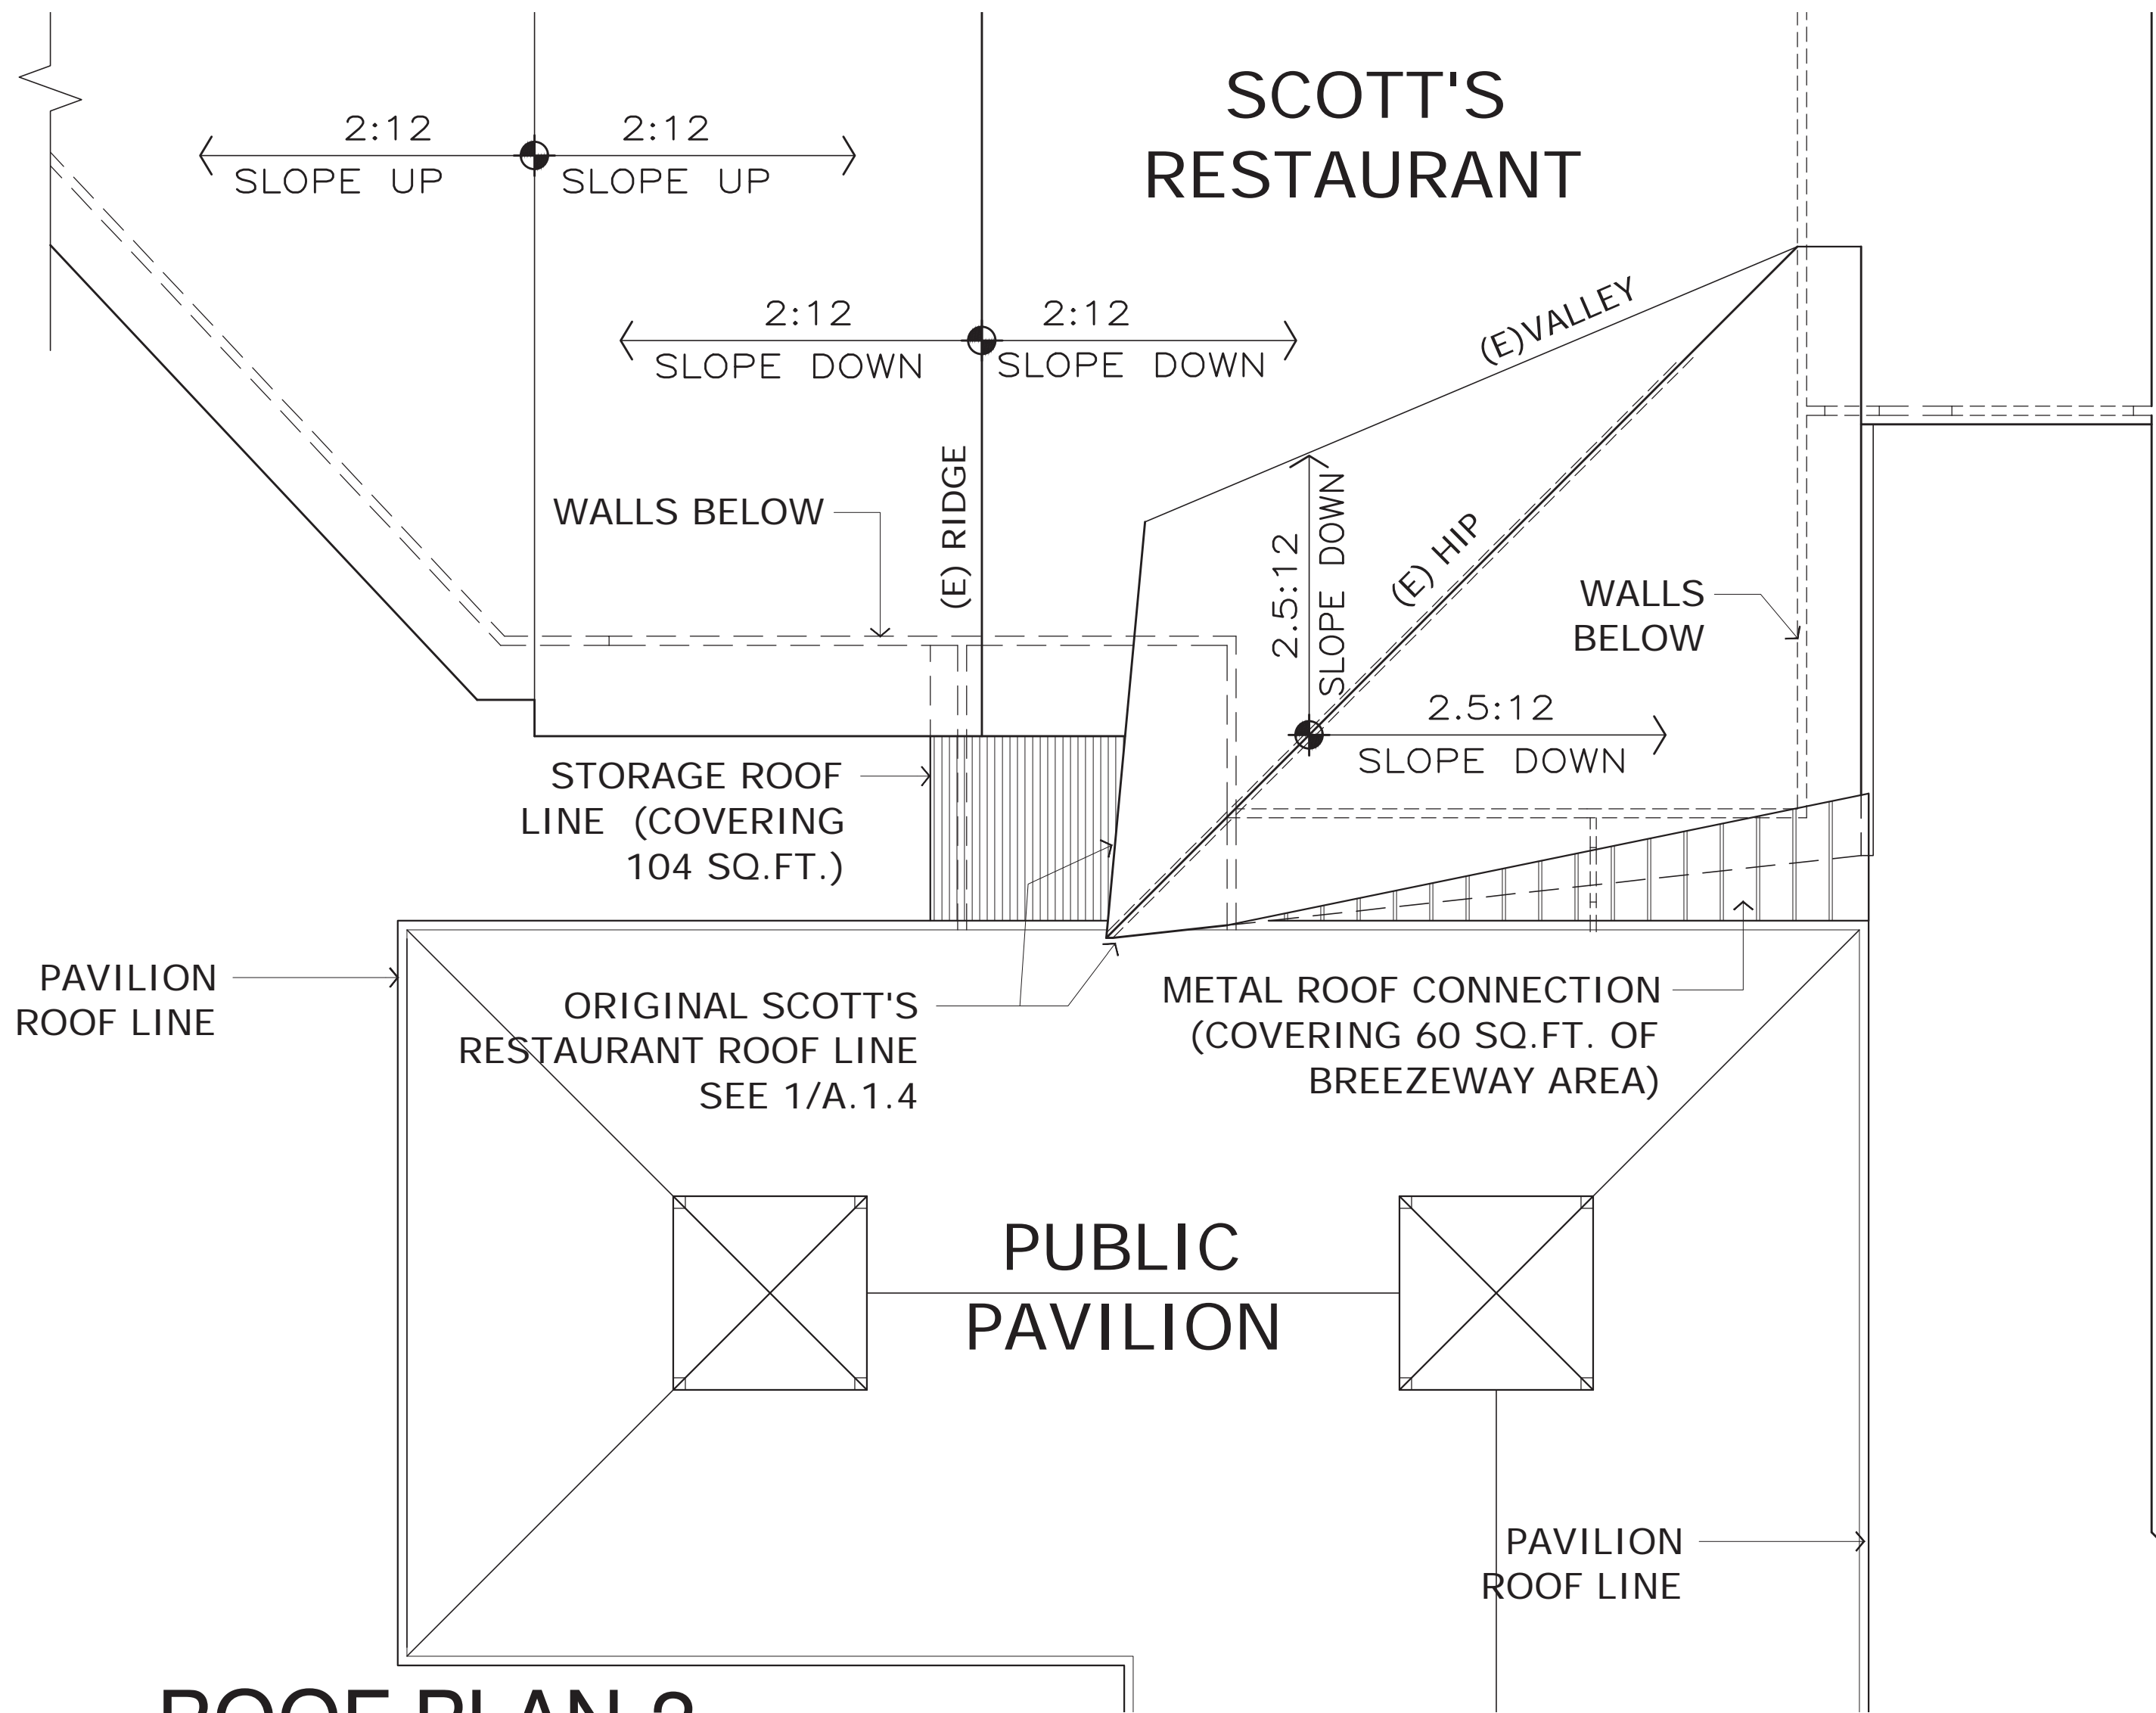 SCOTT'S
RESTAURANT
2:12
2:12
SLOPE UP
SLOPE UP
2:12
2:12
SLOPE DOWN
SLOPE DOWN
(E)VALLEY
(E) RIDGE
WALLS BELOW
2.5:12
SLOPE DOWN
(E) HIP
WALLS
BELOW
2.5:12
SLOPE DOWN
STORAGE ROOF
LINE (COVERING
104 SQ.FT.)
PAVILION
ROOF LINE
ORIGINAL SCOTT'S
RESTAURANT ROOF LINE
SEE 1/A.1.4
METAL ROOF CONNECTION
(COVERING 60 SQ.FT. OF
BREEZEWAY AREA)
PUBLIC
PAVILION
PAVILION
ROOF LINE
ROOF PLAN